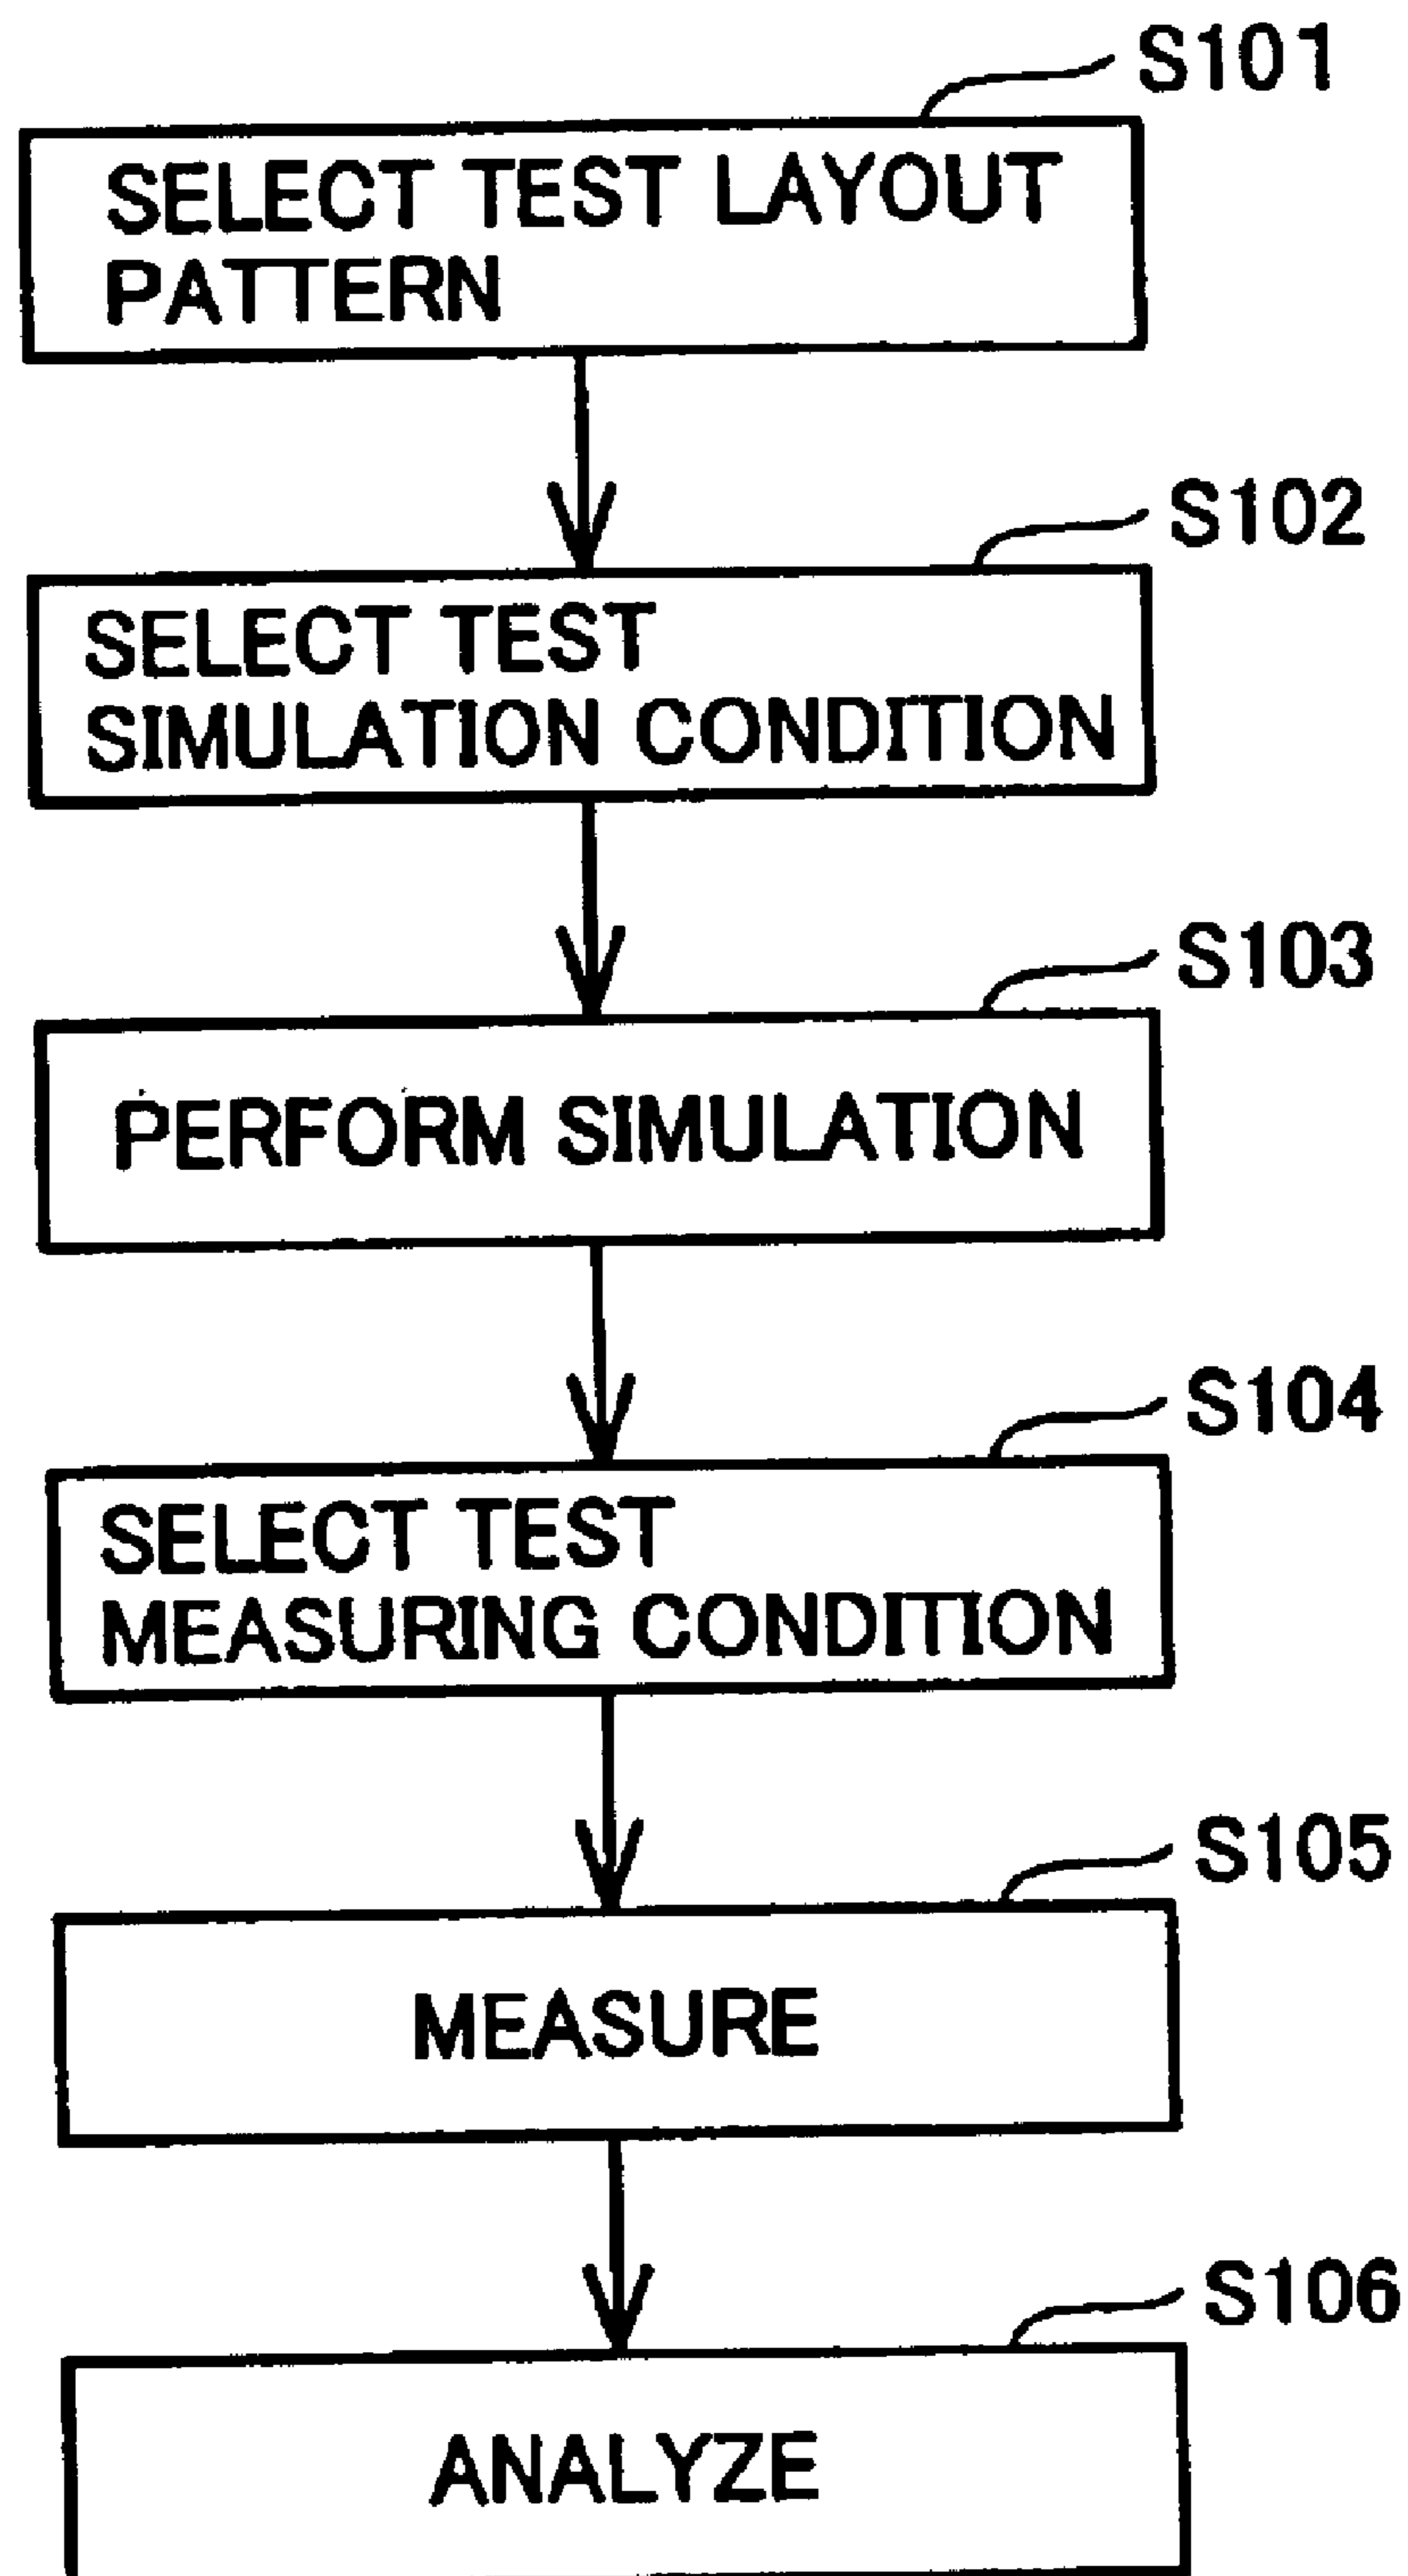 S101
SELECT TEST LAYOUT
PATTERN
S102
SELECT TEST
SIMULATION CONDITION
S103
PERFORM SIMULATION
S104
SELECT TEST
MEASURING CONDITION
S105
MEASURE
S106
ANALYZE